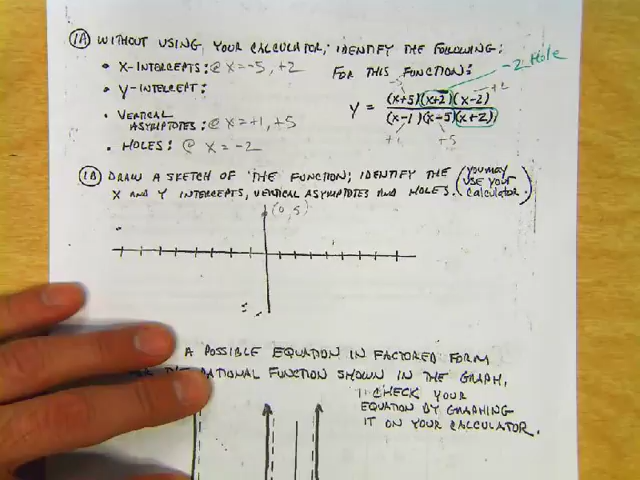 1A WITHOUT USING YOUR CALCULATOR, IDENTIFY THE FOLLOWING:
• X-INTERCEPTS: @ X=-5, +2
FOR THIS FUNCTION:
-2 Hole
• Y-INTERCEPT:
-5
+2
Y = (X+5)(X+2)(X-2) / (X-1)(X-5)(X+2)
+1 +5
• VERTICAL
ASYMPTOTES: @ X=+1, +5
• HOLES: @ X=-2
1B DRAW A SKETCH OF THE FUNCTION; IDENTIFY THE
X AND Y INTERCEPTS, VERTICAL ASYMPTOTES AND HOLES.
(YOU MAY
USE YOUR
CALCULATOR.)
(0, 5)
A POSSIBLE EQUATION IN FACTORED FORM
RATIONAL FUNCTION SHOWN IN THE GRAPH,
CHECK YOUR
EQUATION BY GRAPHING
IT ON YOUR CALCULATOR.